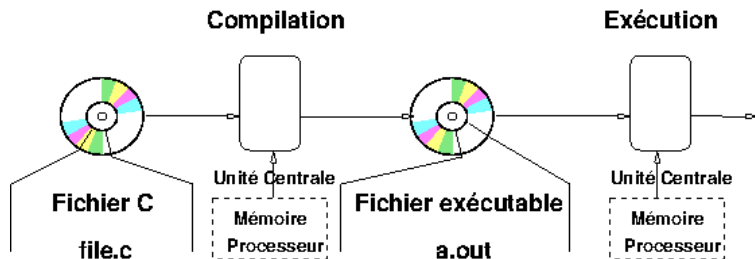 Compilation
Exécution
Unité Centrale
Unité Centrale
Fichier C
Mémoire
Fichier exécutable
Mémoire
file.c
Processeur
a.out
Processeur